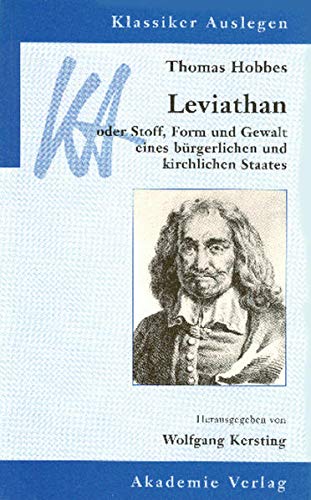 Klassiker Auslegen
KA
Thomas Hobbes
Leviathan
oder Stoff, Form und Gewalt
eines bürgerlichen und
kirchlichen Staates
Herausgegeben von
Wolfgang Kersting
Akademie Verlag